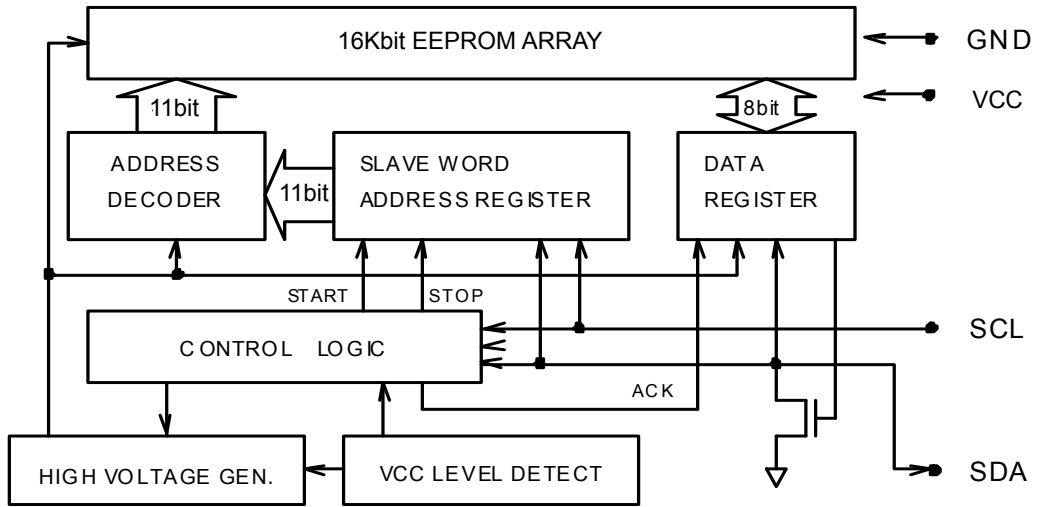 16Kbit EEPROM ARRAY
GND
VCC
11bit
8bit
ADDRESS
DECODER
11bit
SLAVE WORD
ADDRESS REGISTER
DATA
REGISTER
START
STOP
CONTROL LOGIC
SCL
ACK
HIGH VOLTAGE GEN.
VCC LEVEL DETECT
SDA